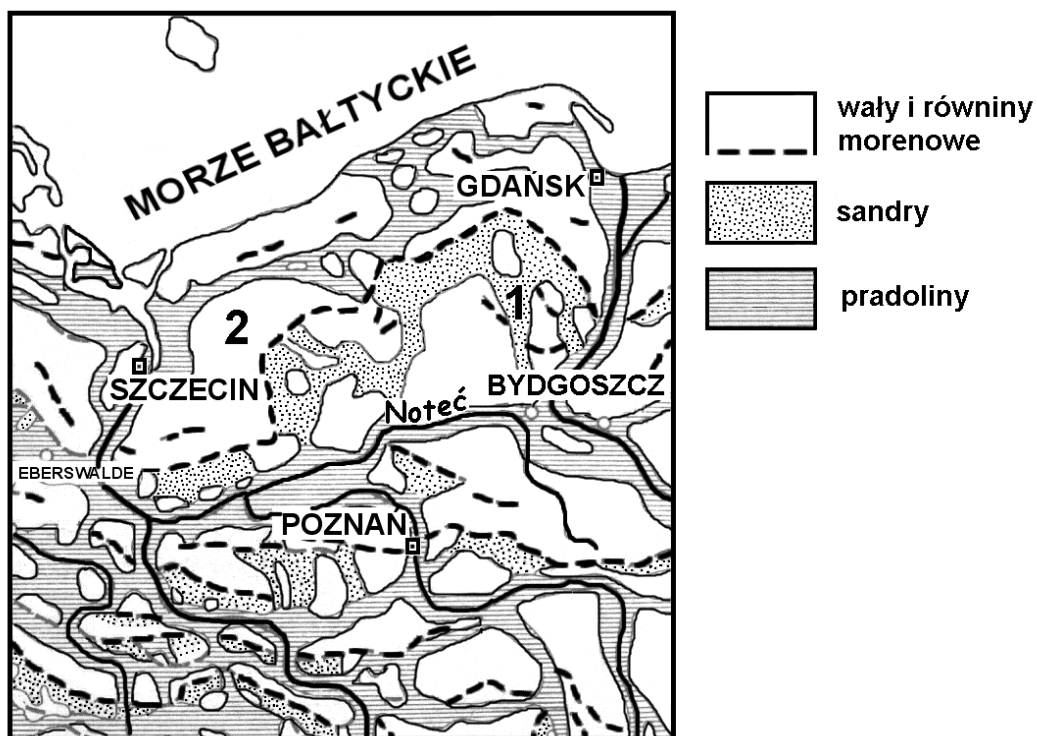 MORZE BAŁTYCKIE
GDAŃSK
1
2
SZCZECIN
BYDGOSZCZ
Noteć
EBERSWALDE
POZNAŃ
wały i równiny
morenowe
sandry
pradoliny